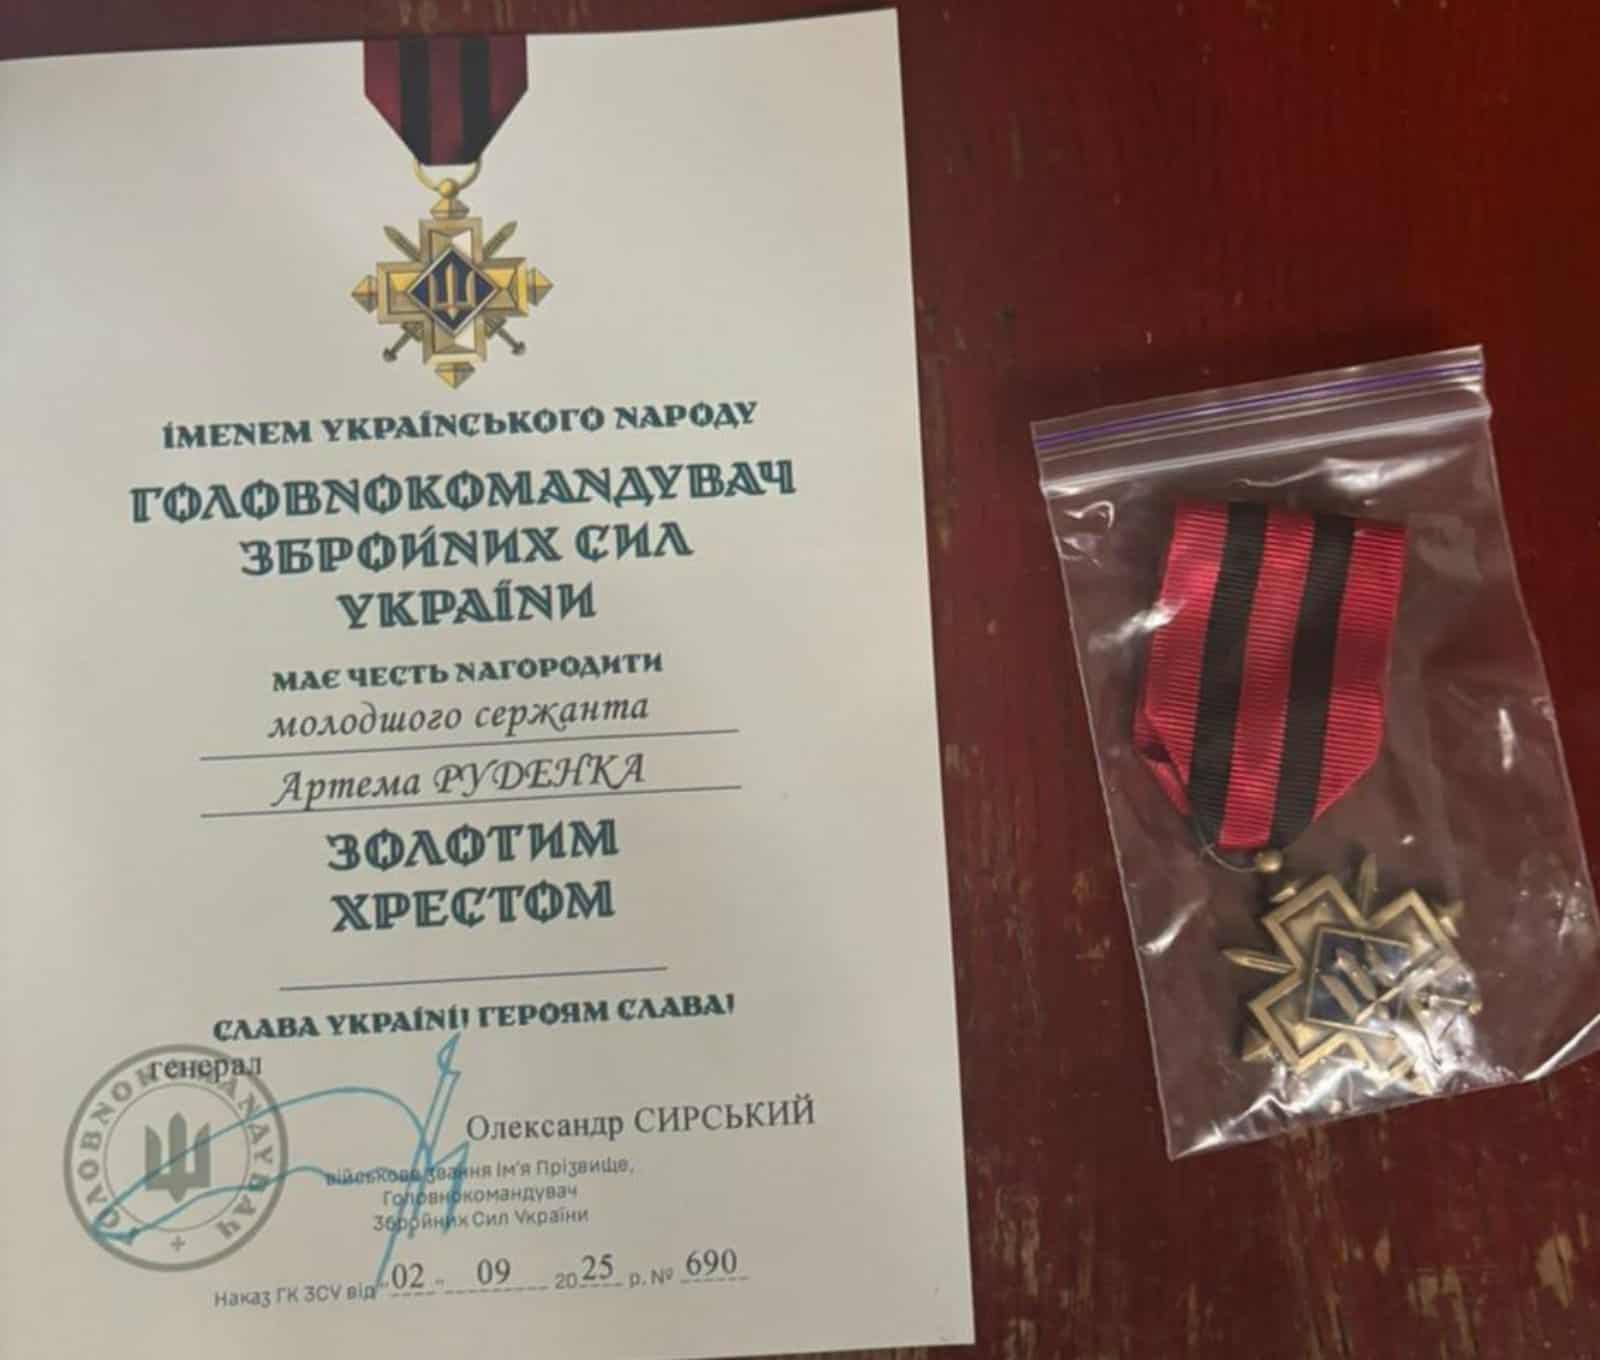 ІМЕНЕМ УКРАЇНСЬКОГО НАРОДУ
ГОЛОВНОКОМАНДУВАЧ
ЗБРОЙНИХ СИЛ
УКРАЇНИ
МАЄ ЧЕСТЬ НАГОРОДИТИ
молодшого сержанта
Артема РУДЕНКА
ЗОЛОТИМ
ХРЕСТОМ
СЛАВА УКРАЇНІ! ГЕРОЯМ СЛАВА!
генерал
ГОЛОВНОКОМАНДУВАЧ
Олександр СИРСЬКИЙ
військове звання Ім'я Прізвище,
Головнокомандувач
Збройних Сил України
Наказ ГК ЗСУ від "02" 09 2025 р. № 690